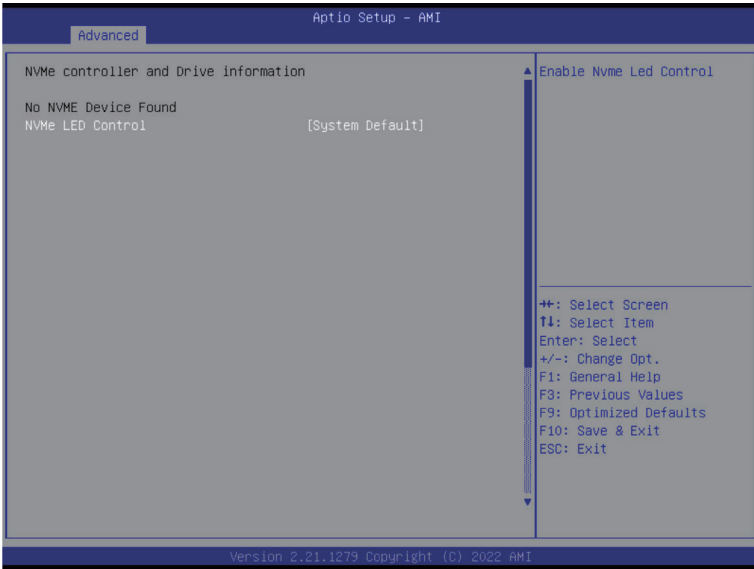 Aptio Setup – AMI
Advanced
NVMe controller and Drive information
No NVME Device Found
NVMe LED Control [System Default]
Enable Nvme Led Control
→←: Select Screen
↑↓: Select Item
Enter: Select
+/-: Change Opt.
F1: General Help
F3: Previous Values
F9: Optimized Defaults
F10: Save & Exit
ESC: Exit
Version 2.21.1279 Copyright (C) 2022 AMI